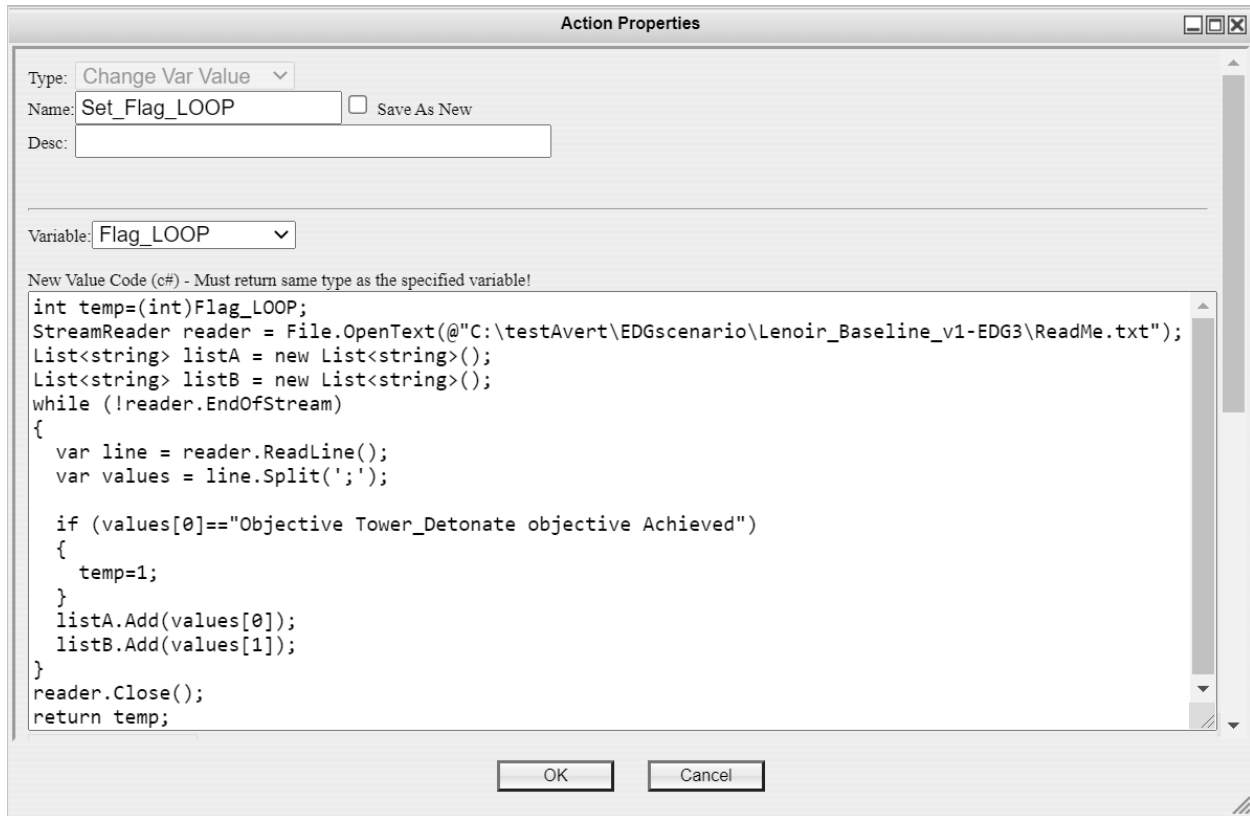 Action Properties
Type: Change Var Value
Name: Set_Flag_LOOP Save As New
Desc:
Variable: Flag_LOOP
New Value Code (c#) - Must return same type as the specified variable!
int temp=(int)Flag_LOOP;
StreamReader reader = File.OpenText(@"C:\testAvert\EDGscenario\Lenoir_Baseline_v1-EDG3\ReadMe.txt");
List<string> listA = new List<string>();
List<string> listB = new List<string>();
while (!reader.EndOfStream)
{
  var line = reader.ReadLine();
  var values = line.Split(';');
  if (values[0]=="Objective Tower_Detonate objective Achieved")
  {
    temp=1;
  }
  listA.Add(values[0]);
  listB.Add(values[1]);
}
reader.Close();
return temp;
OK Cancel